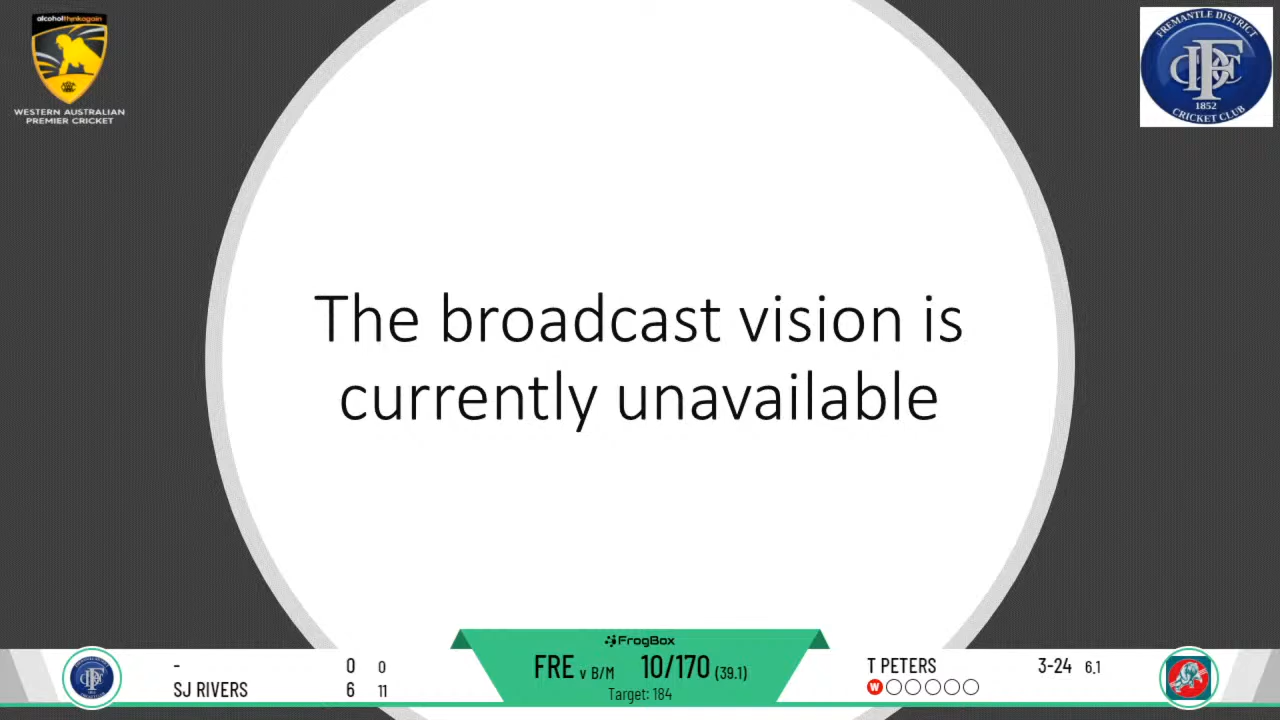 alcoholthinkagain
WESTERN AUSTRALIAN
PREMIER CRICKET
FREMANTLE DISTRICT
1852
CRICKET CLUB
The broadcast vision is
currently unavailable
FrogBox
- 0 0
SJ RIVERS 6 11
FRE v B/M 10/170 (39.1)
Target: 184
T PETERS 3-24 6.1
W